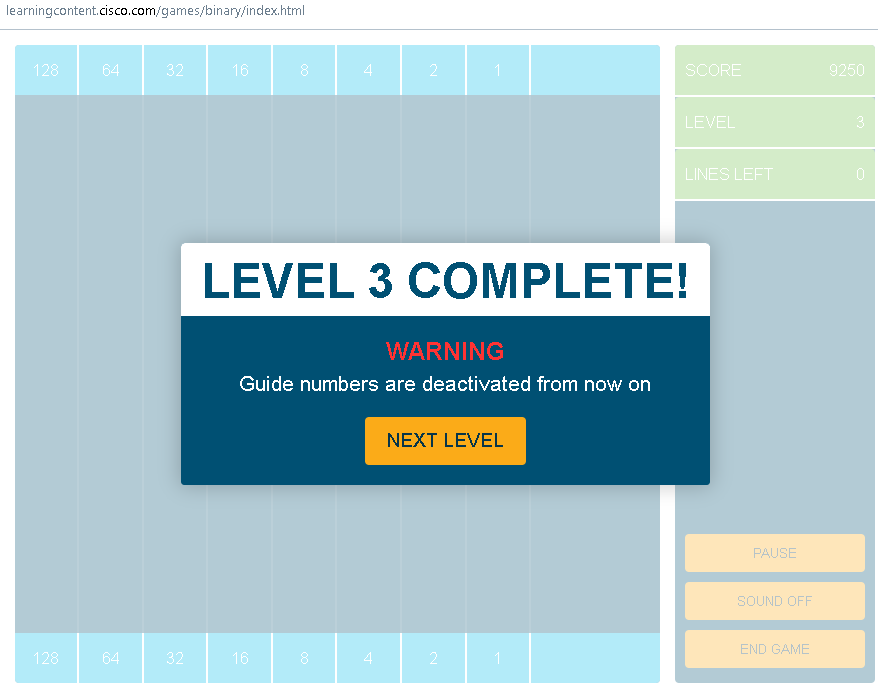 learningcontent.cisco.com/games/binary/index.html
128 64 32 16 8 4 2 1
SCORE 9250
LEVEL 3
LINES LEFT 0
LEVEL 3 COMPLETE!
WARNING
Guide numbers are deactivated from now on
NEXT LEVEL
PAUSE
SOUND OFF
END GAME
128 64 32 16 8 4 2 1